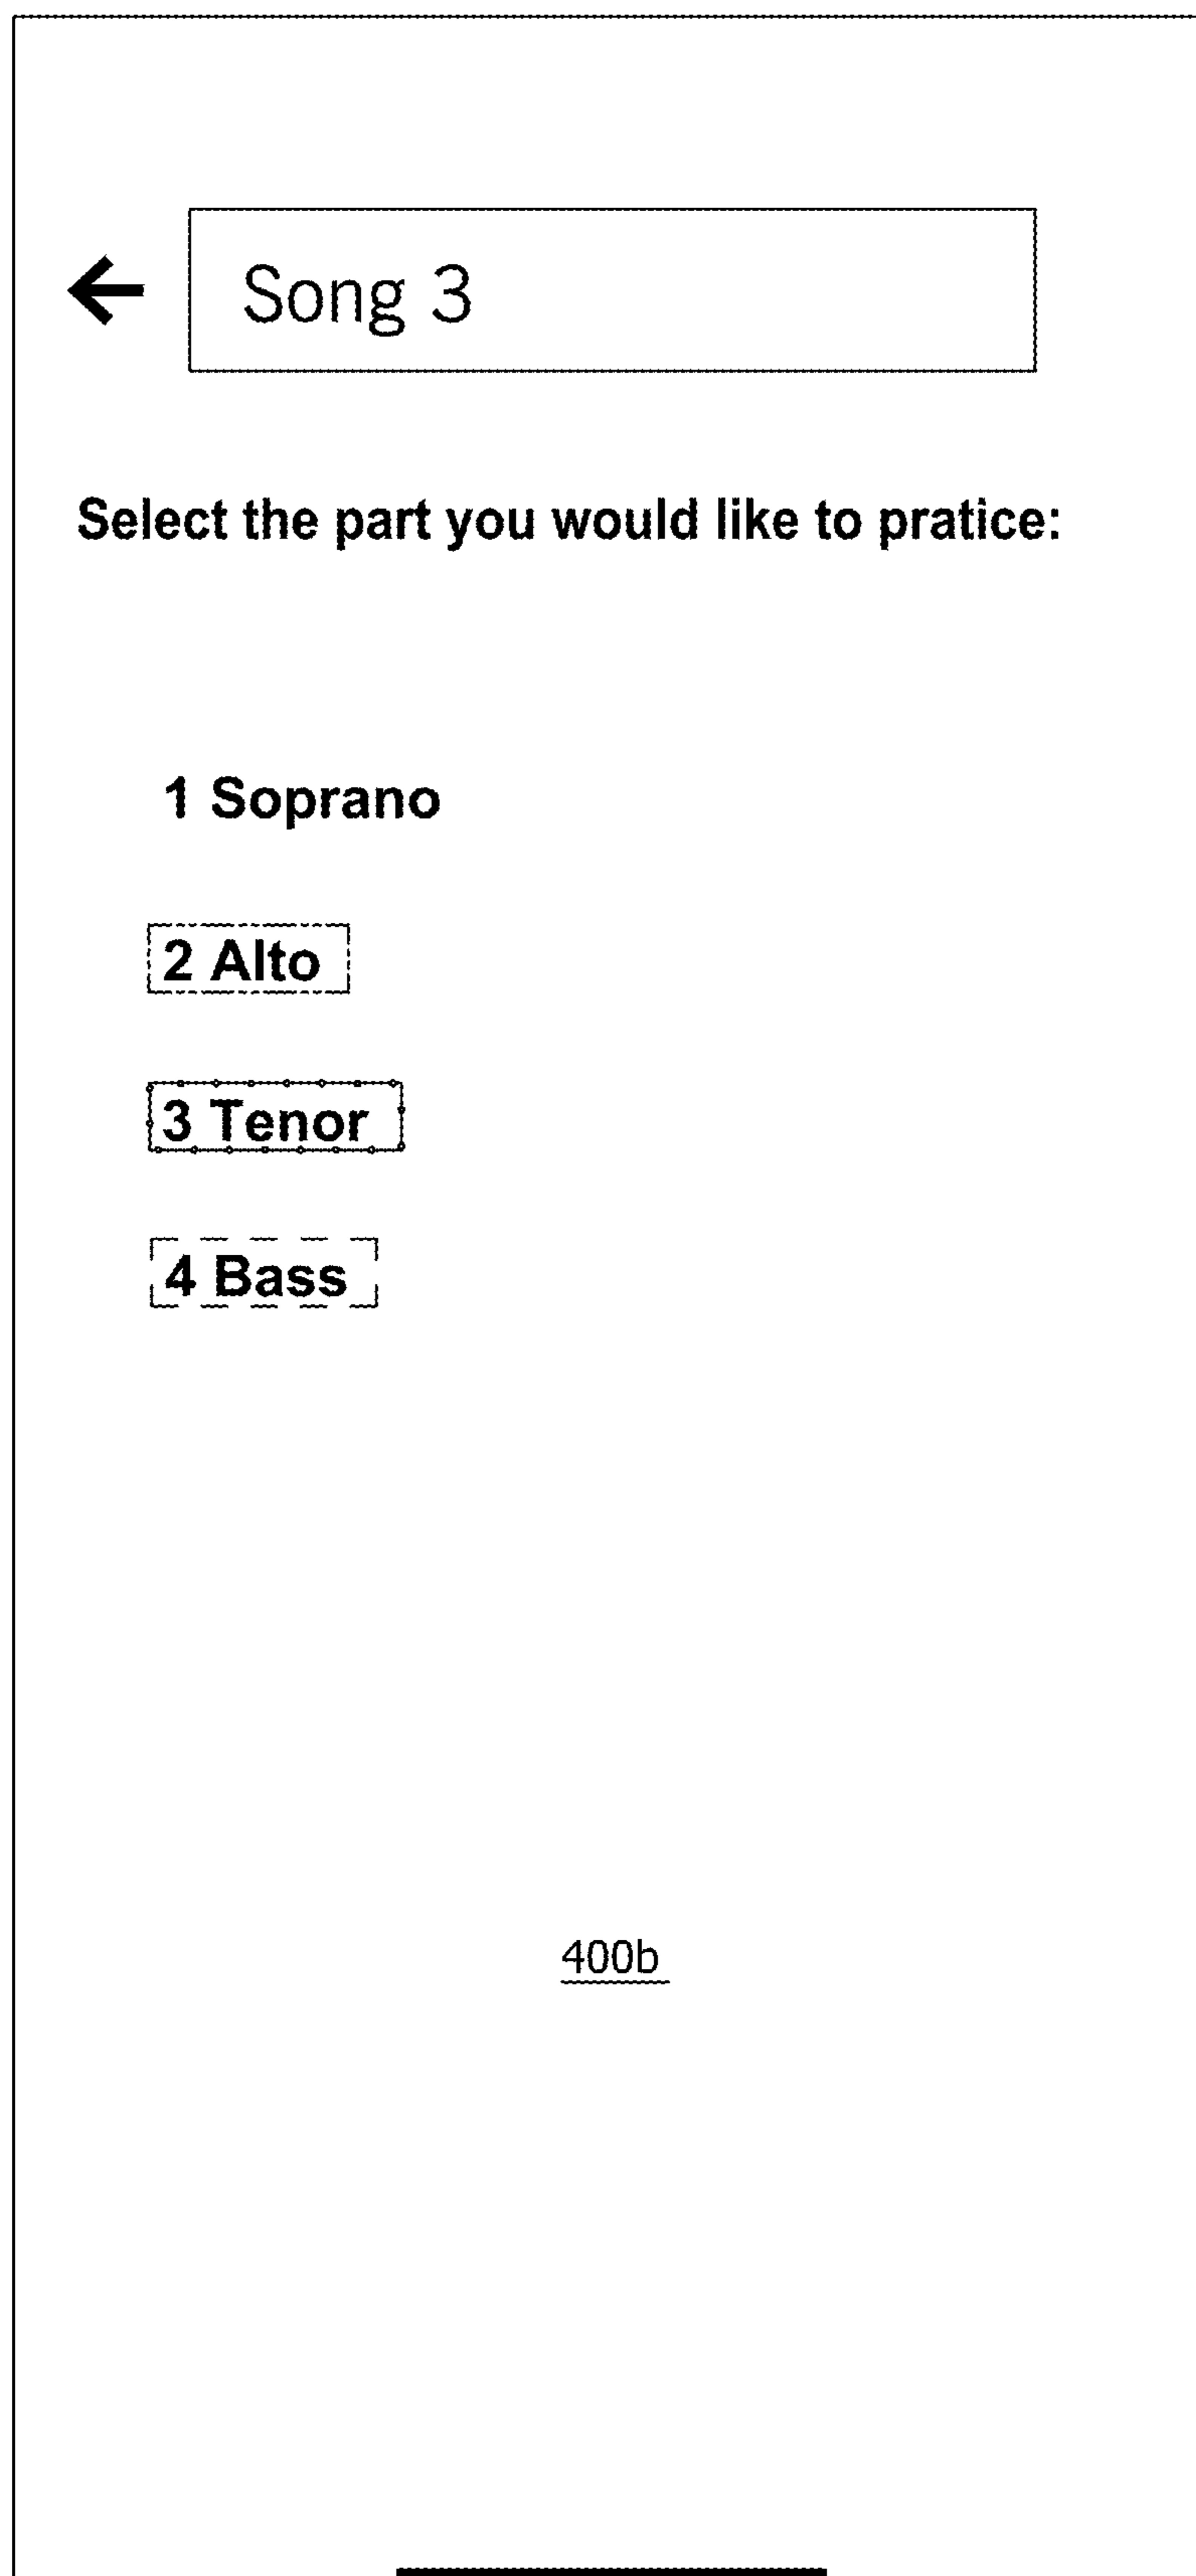 Song 3
Select the part you would like to pratice:
1 Soprano
2 Alto
3 Tenor
4 Bass
400b